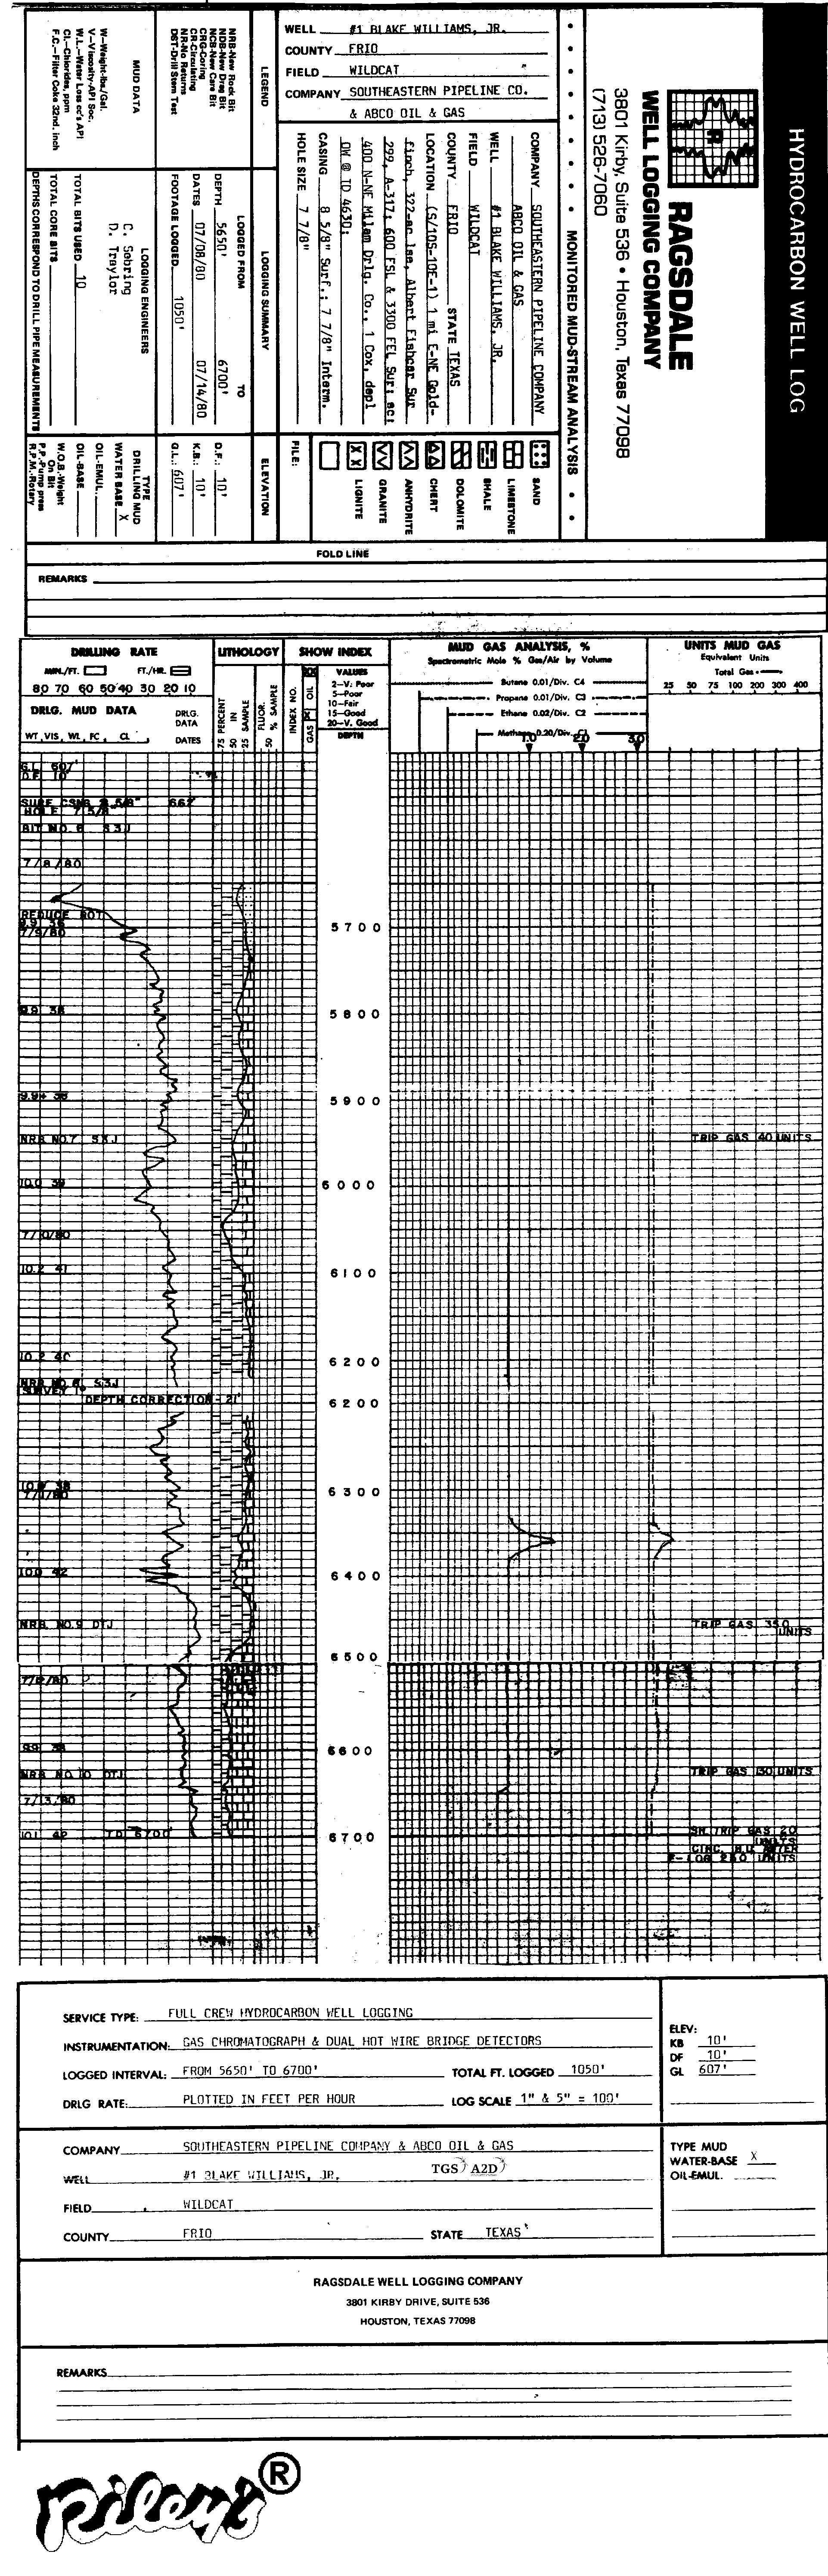 HYDROCARBON WELL LOG
RAGSDALE
WELL LOGGING COMPANY
3801 Kirby, Suite 536 • Houston, Texas 77098
(713) 526-7060
• • • MONITORED MUD-STREAM ANALYSIS • • •
WELL #1 BLAKE WILLIAMS, JR.
COUNTY FRIO
FIELD WILDCAT
COMPANY SOUTHEASTERN PIPELINE CO.
& ABCO OIL & GAS
COMPANY SOUTHEASTERN PIPELINE COMPANY
ABCO OIL & GAS
WELL #1 BLAKE WILLIAMS, JR.
FIELD WILDCAT
COUNTY FRIO STATE TEXAS
LOCATION (S/10S-10E-1) 1 mi E-NE Gold-
finch, 322-ac lse, Albert Fishcar Sur
299, A-317; 600 FSL & 3300 FEL Sur; ac:
400 N-NE Milam Drlg. Co., 1 Cox, depl
OW @ TD 4630;
CASING 8 5/8" Surf.; 7 7/8" Interm.
HOLE SIZE 7 7/8"
SAND
LIMESTONE
SHALE
DOLOMITE
CHERT
ANHYDRITE
GRANITE
LIGNITE
FILE:
LEGEND
NRB-New Rock Bit
NDB-New Drag Bit
NCB-New Core Bit
CRG-Coring
CR-Circulating
NR-No Returns
DST-Drill Stem Test
MUD DATA
W-Weight-lbs/Gal.
V-Viscosity-API Sec.
W.L.-Water Loss cc's API
CL-Chlorides, ppm
F.C.-Filter Cake 32nd. inch
LOGGING SUMMARY
LOGGED FROM TO
DEPTH 5650' 6700'
DATES 07/08/80 07/14/80
FOOTAGE LOGGED 1050'
LOGGING ENGINEERS
C. Sebring
D. Traylor
TOTAL BITS USED 10
TOTAL CORE BITS
DEPTHS CORRESPOND TO DRILL PIPE MEASUREMENTS
ELEVATION
D.F.: 10'
K.B.: 10'
G.L.: 607'
TYPE
DRILLING MUD
WATER BASE X
OIL-EMUL.
OIL-BASE
W.O.B.-Weight
On Bit
P.P.-Pump press
R.P.M.-Rotary
FOLD LINE
REMARKS
DRILLING RATE LITHOLOGY SHOW INDEX MUD GAS ANALYSIS, % UNITS MUD GAS
Spectrometric Mole % Gas/Air by Volume Equivalent Units
MIN./FT. FT./HR. Total Gas
80 70 60 50 40 30 20 10
DRLG. MUD DATA DRLG. DATA
WT, VIS, WL, FC, CL DATES
75 PERCENT
50 IN
25 SAMPLE
FLUOR.
50 % SAMPLE
INDEX NO.
GAS OIL
VALUES
2-V. Poor
5-Poor
10-Fair
15-Good
20-V. Good
DEPTH
Butane 0.01/Div. C4
Propane 0.01/Div. C3
Ethane 0.02/Div. C2
Methane 0.20/Div. C1
1.0 2.0 3.0
25 50 75 100 200 300 400
G.L. 607'
D.F. 10'
SURF CSNG 8 5/8" 662'
HOLE 7 5/8"
BIT NO. 6 S3J
7/8/80
REDUCE ROT
9.9 36
7/9/80
5700
9.9 38
5800
9.9+ 38
5900
NRB NO.7 S3J TRIP GAS 40 UNITS
10.0 39
6000
7/10/80
10.2 41
6100
10.2 40
6200
NRB NO. 8 S3J
SURVEY 1°
DEPTH CORRECTION - 21'
6200
10.0 38
7/11/80
6300
10.0 42
6400
NRB NO.9 DTJ TRIP GAS 350
UNITS
6500
7/12/80
9.9 38
6600
NRB NO. 10 DTJ TRIP GAS 130 UNITS
7/13/80
10.1 42 T.D. 6700'
6700
SH. TRIP GAS 20
UNITS
CIRC. B.U. AFTER
E-LOG 260 UNITS
SERVICE TYPE: FULL CREW HYDROCARBON WELL LOGGING
INSTRUMENTATION: GAS CHROMATOGRAPH & DUAL HOT WIRE BRIDGE DETECTORS
LOGGED INTERVAL: FROM 5650' TO 6700' TOTAL FT. LOGGED 1050'
DRLG RATE: PLOTTED IN FEET PER HOUR LOG SCALE 1" & 5" = 100'
ELEV:
KB 10'
DF 10'
GL 607'
COMPANY SOUTHEASTERN PIPELINE COMPANY & ABCO OIL & GAS
WELL #1 BLAKE WILLIAMS, JR. TGS A2D
FIELD WILDCAT
COUNTY FRIO STATE TEXAS
TYPE MUD
WATER-BASE X
OIL-EMUL.
RAGSDALE WELL LOGGING COMPANY
3801 KIRBY DRIVE, SUITE 536
HOUSTON, TEXAS 77098
REMARKS
Riley's ®